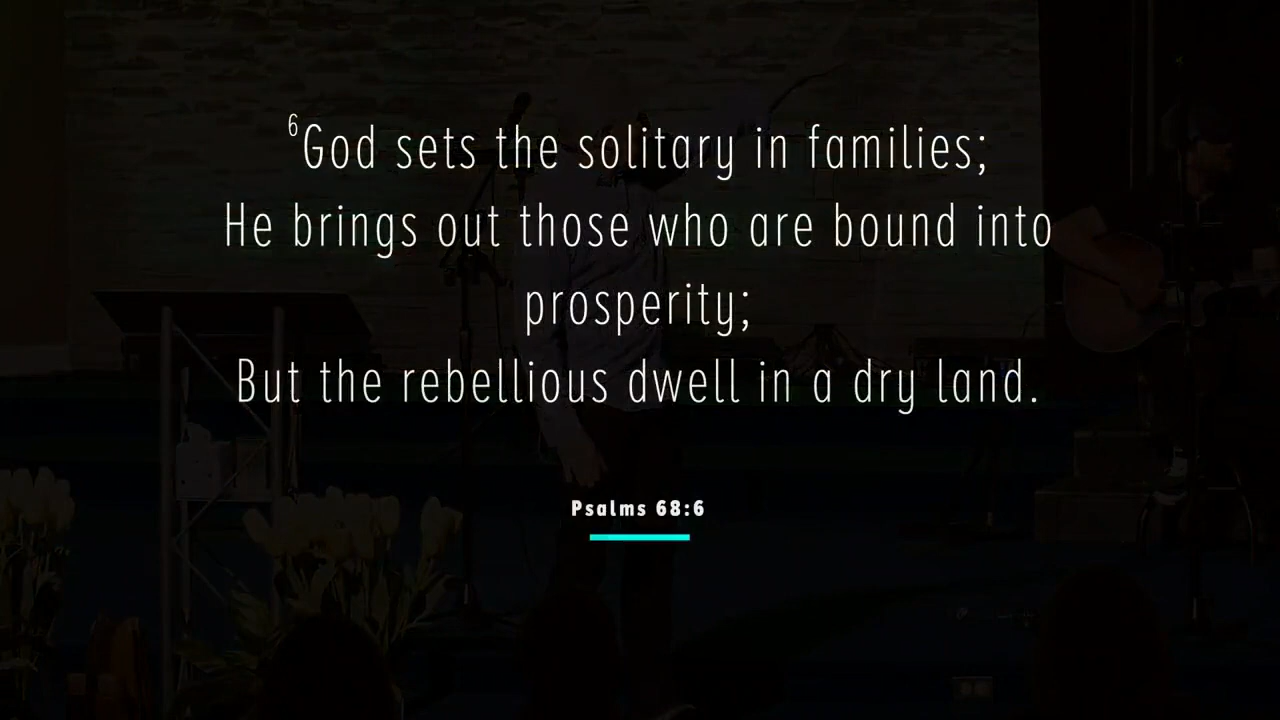 ⁶God sets the solitary in families;
He brings out those who are bound into
prosperity;
But the rebellious dwell in a dry land.
Psalms 68:6